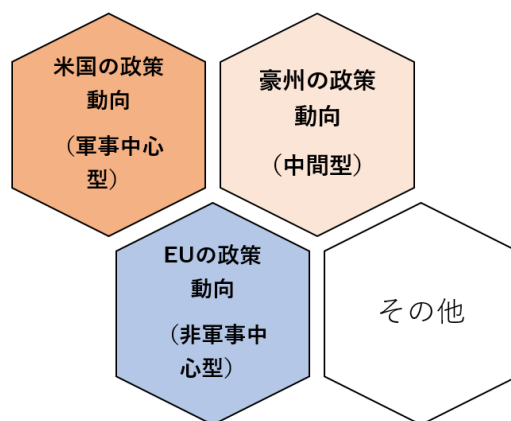 米国の政策
動向
（軍事中心
型）
豪州の政策
動向
（中間型）
EUの政策
動向
（非軍事中
心型）
その他